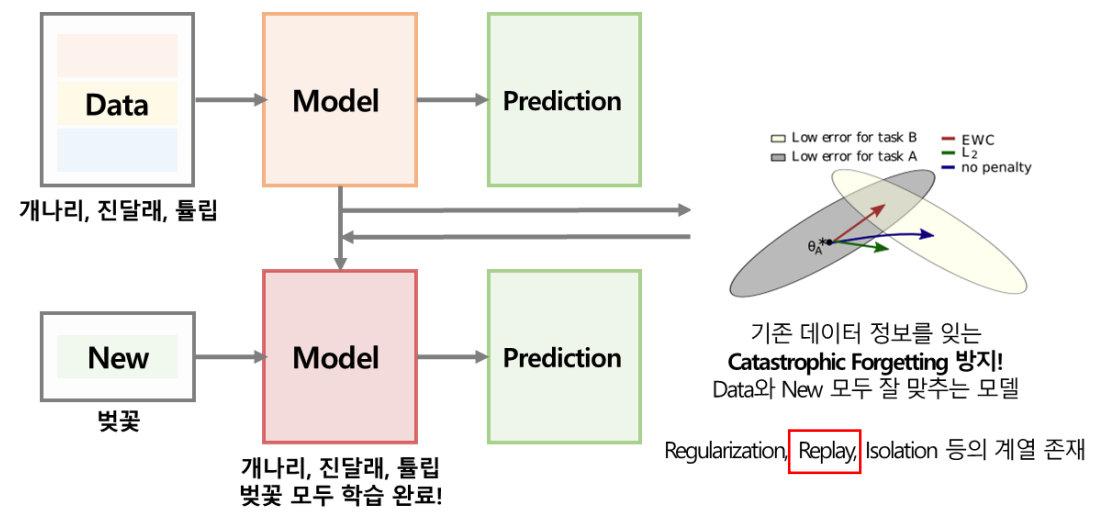 Data
Model
Prediction
개나리, 진달래, 튤립
Low error for task B
Low error for task A
EWC
L2
no penalty
θA*
New
Model
Prediction
벚꽃
개나리, 진달래, 튤립
벚꽃 모두 학습 완료!
기존 데이터 정보를 잊는
Catastrophic Forgetting 방지!
Data와 New 모두 잘 맞추는 모델
Regularization, Replay, Isolation 등의 계열 존재